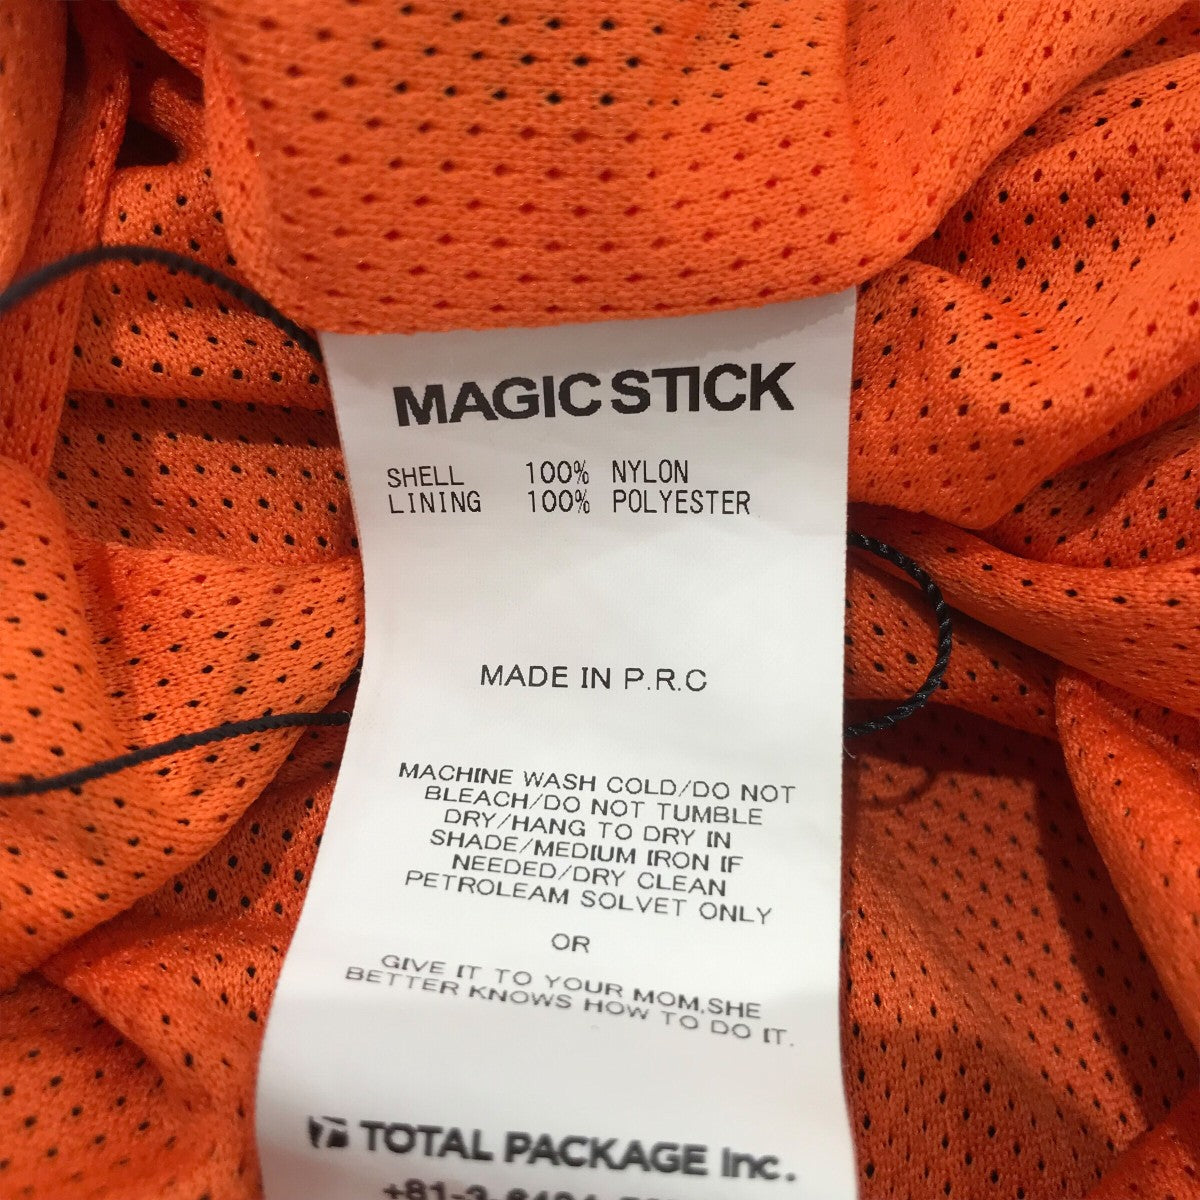 MAGIC STICK
SHELL 100% NYLON
LINING 100% POLYESTER
MADE IN P.R.C
MACHINE WASH COLD/DO NOT
BLEACH/DO NOT TUMBLE
DRY/HANG TO DRY IN
SHADE/MEDIUM IRON IF
NEEDED/DRY CLEAN
PETROLEAM SOLVET ONLY
OR
GIVE IT TO YOUR MOM,SHE
BETTER KNOWS HOW TO DO IT.
TOTAL PACKAGE Inc.
+81-3-